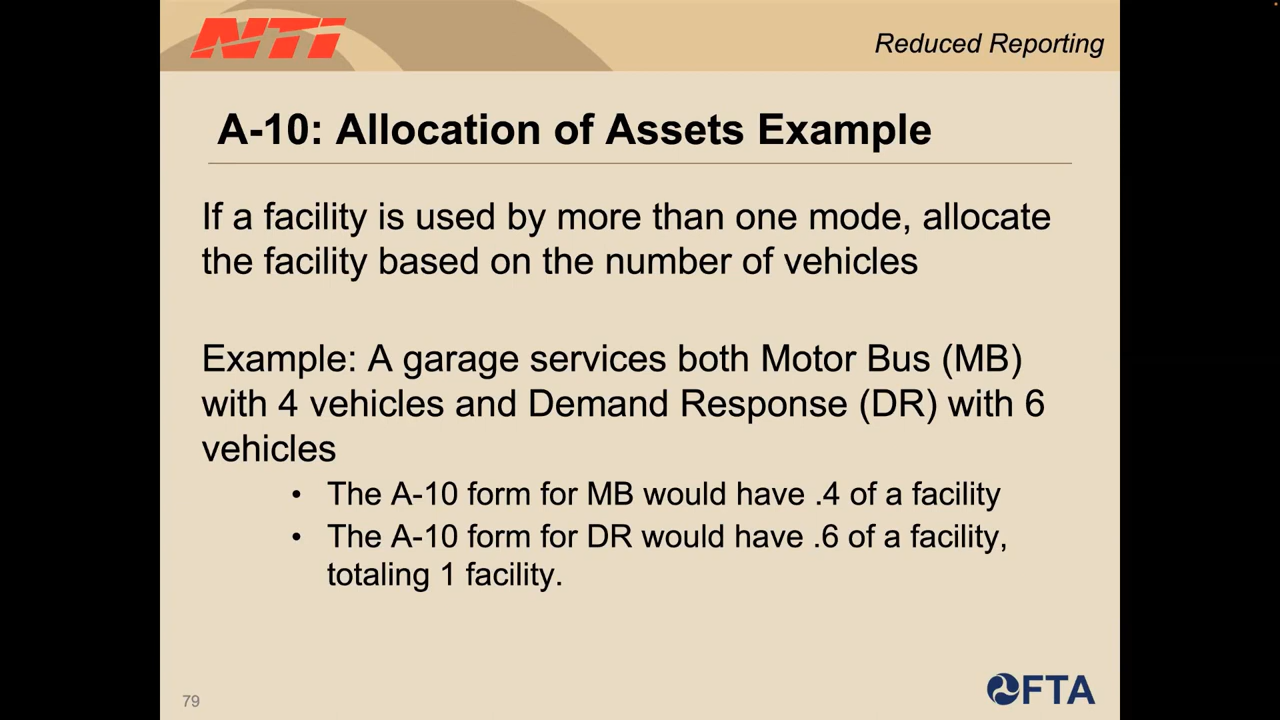 NTI
Reduced Reporting
A-10: Allocation of Assets Example
If a facility is used by more than one mode, allocate
the facility based on the number of vehicles
Example: A garage services both Motor Bus (MB)
with 4 vehicles and Demand Response (DR) with 6
vehicles
• The A-10 form for MB would have .4 of a facility
• The A-10 form for DR would have .6 of a facility,
totaling 1 facility.
79
FTA